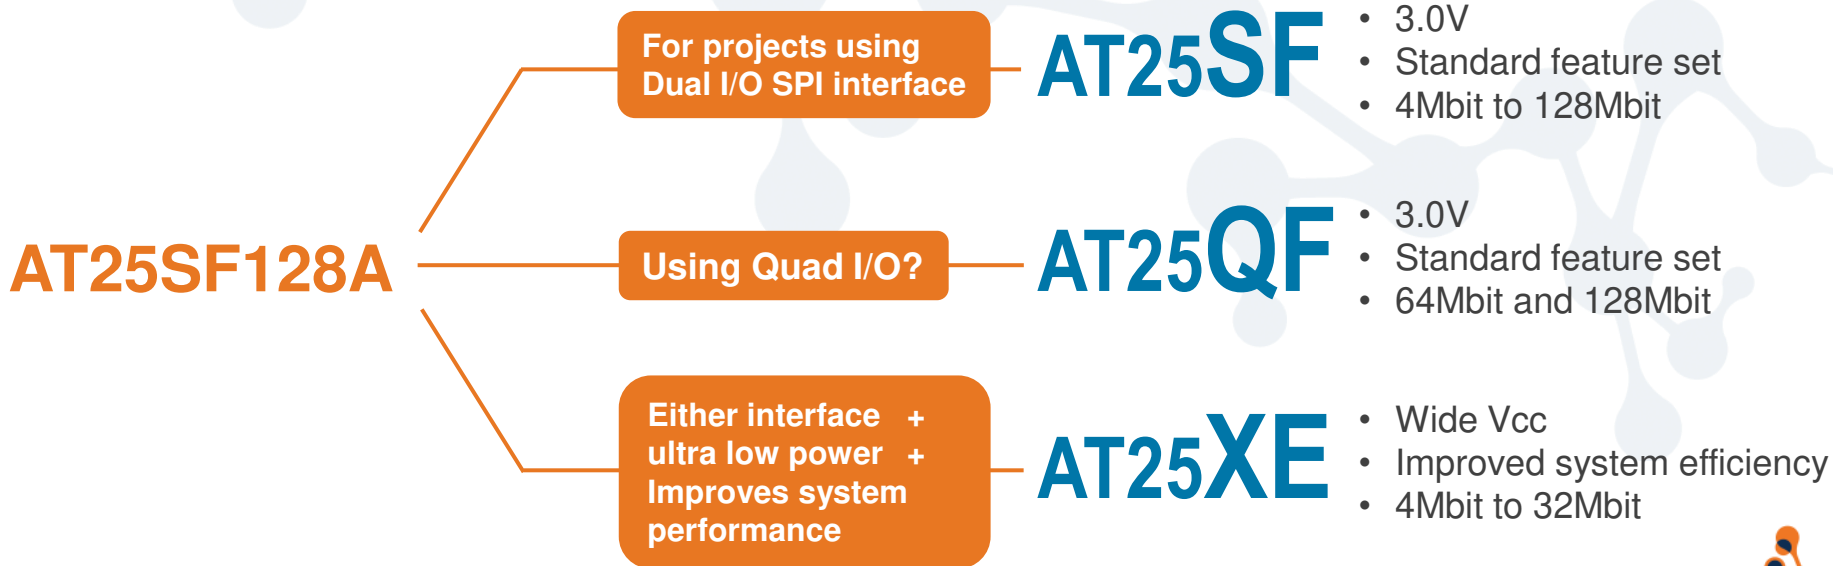 AT25SF128A
For projects using
Dual I/O SPI interface
AT25SF
• 3.0V
• Standard feature set
• 4Mbit to 128Mbit
Using Quad I/O?
AT25QF
• 3.0V
• Standard feature set
• 64Mbit and 128Mbit
Either interface +
ultra low power +
Improves system
performance
AT25XE
• Wide Vcc
• Improved system efficiency
• 4Mbit to 32Mbit